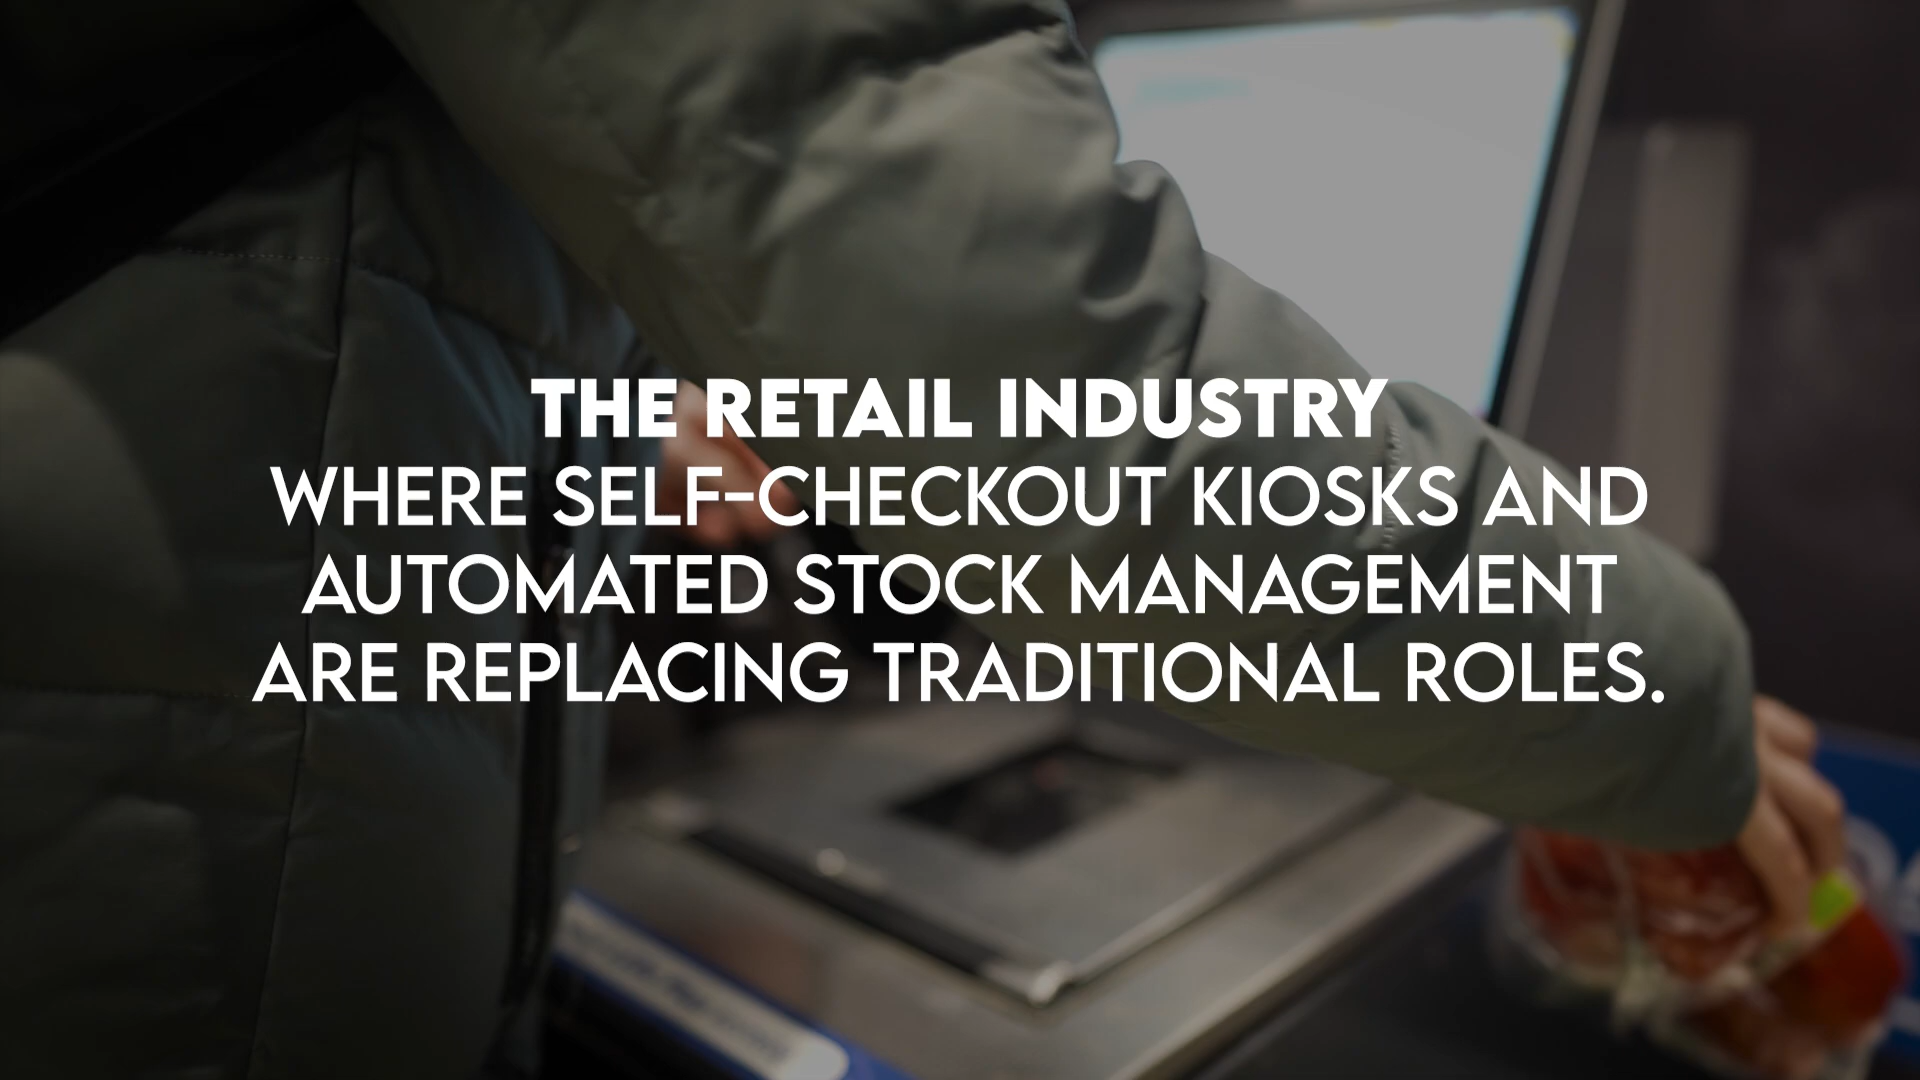 THE RETAIL INDUSTRY
WHERE SELF-CHECKOUT KIOSKS AND
AUTOMATED STOCK MANAGEMENT
ARE REPLACING TRADITIONAL ROLES.